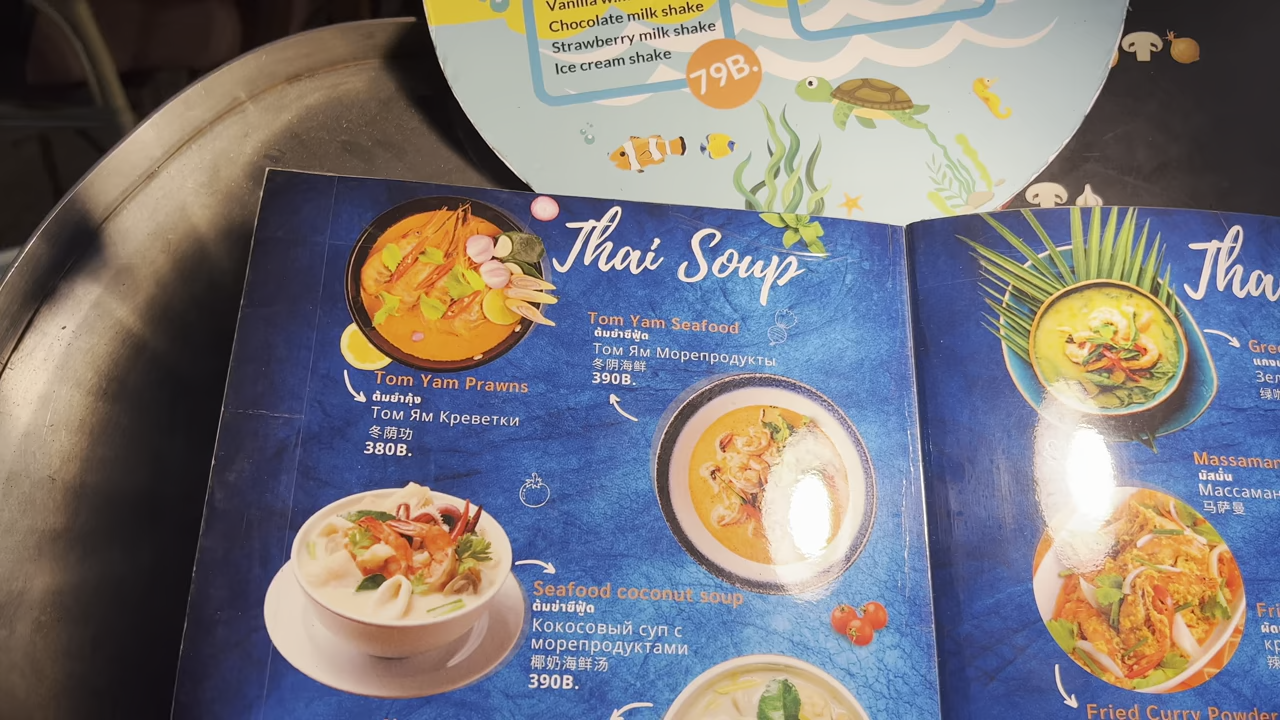 Vanilla
Chocolate milk shake
Strawberry milk shake
Ice cream shake
79B.
Thai Soup
Tom Yam Seafood
ต้มยำซีฟู้ด
Том Ям Морепродукты
冬阴海鲜
390B.
Tom Yam Prawns
ต้มยำกุ้ง
Том Ям Креветки
冬荫功
380B.
Seafood coconut soup
ต้มข่าซีฟู้ด
Кокосовый суп с
морепродуктами
椰奶海鲜汤
390B.
Massaman
มัสมั่น
Массаман
马萨曼
Fried Curry Powder